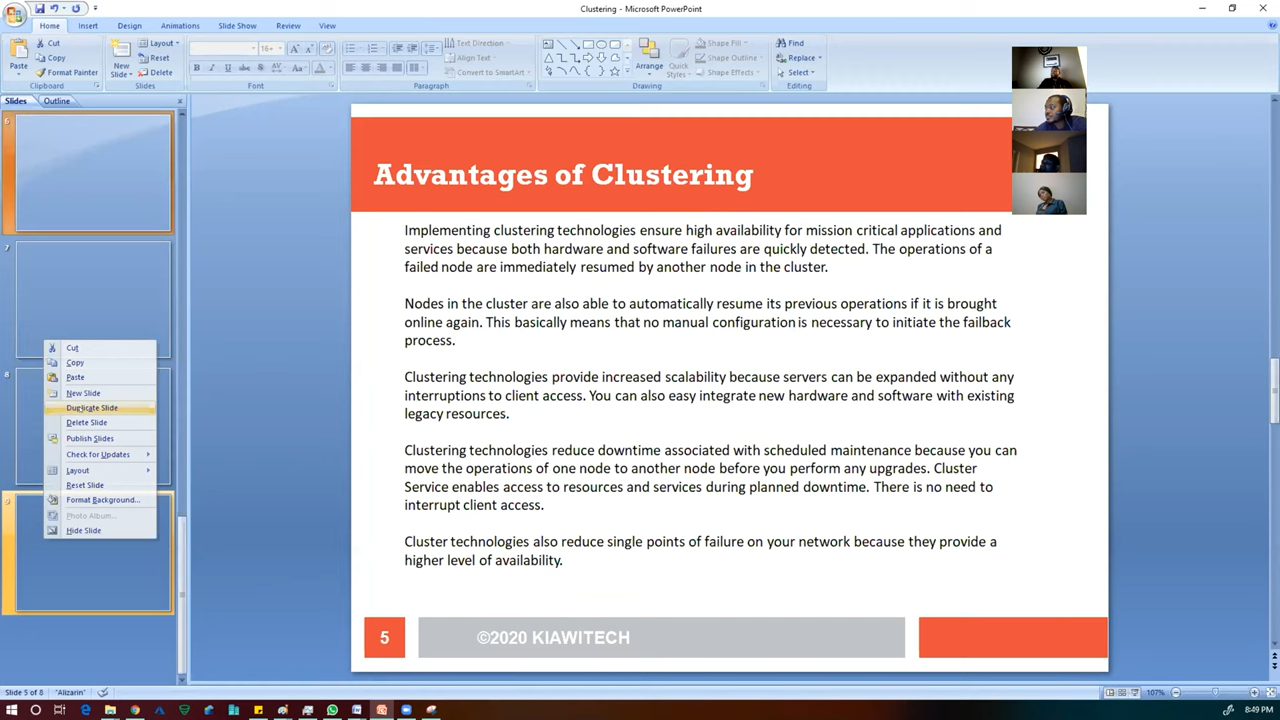 Clustering - Microsoft PowerPoint
Home
Insert
Design
Animations
Slide Show
Review
View
Paste
Cut
Copy
Format Painter
Clipboard
New
Slide
Layout
Reset
Delete
Slides
16+
B I U abe S AV Aa A
Font
Text Direction
Align Text
Convert to SmartArt
Paragraph
Arrange
Quick
Styles
Shape Fill
Shape Outline
Shape Effects
Drawing
Find
Replace
Select
Editing
Slides
Outline
6
7
8
9
Cut
Copy
Paste
New Slide
Duplicate Slide
Delete Slide
Publish Slides
Check for Updates
Layout
Reset Slide
Format Background...
Photo Album...
Hide Slide
Advantages of Clustering
Implementing clustering technologies ensure high availability for mission critical applications and
services because both hardware and software failures are quickly detected. The operations of a
failed node are immediately resumed by another node in the cluster.
Nodes in the cluster are also able to automatically resume its previous operations if it is brought
online again. This basically means that no manual configuration is necessary to initiate the failback
process.
Clustering technologies provide increased scalability because servers can be expanded without any
interruptions to client access. You can also easy integrate new hardware and software with existing
legacy resources.
Clustering technologies reduce downtime associated with scheduled maintenance because you can
move the operations of one node to another node before you perform any upgrades. Cluster
Service enables access to resources and services during planned downtime. There is no need to
interrupt client access.
Cluster technologies also reduce single points of failure on your network because they provide a
higher level of availability.
5
©2020 KIAWITECH
Slide 5 of 8
"Alizarin"
107%
8:49 PM